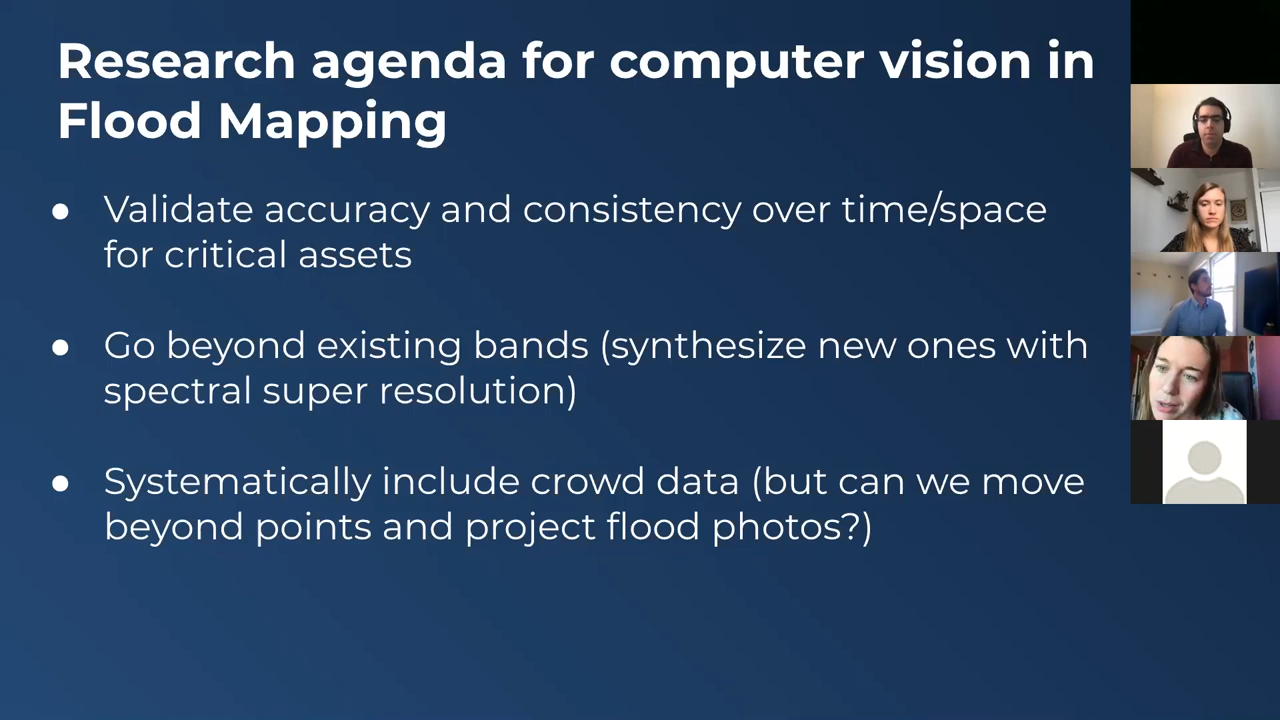 Research agenda for computer vision in
Flood Mapping
● Validate accuracy and consistency over time/space
for critical assets
● Go beyond existing bands (synthesize new ones with
spectral super resolution)
● Systematically include crowd data (but can we move
beyond points and project flood photos?)